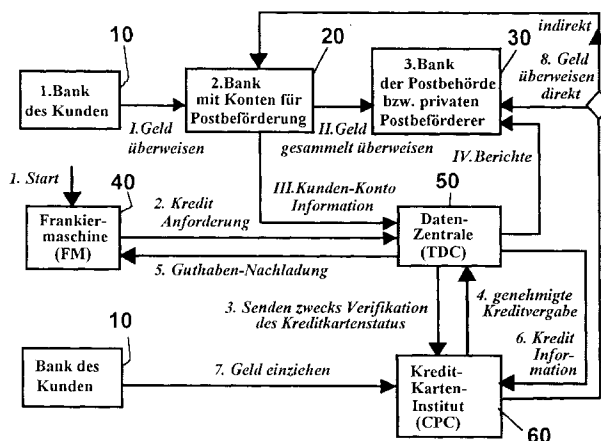 10
20
30
indirekt
1.Bank
des Kunden
2.Bank
mit Konten für
Postbeförderung
3.Bank
der Postbehörde
bzw. privaten
Postbeförderer
8. Geld
überweisen
direkt
I.Geld
überweisen
II.Geld
gesammelt überweisen
IV.Berichte
1. Start
40
III.Kunden-Konto
Information
50
Frankier-
maschine
(FM)
2. Kredit
Anforderung
Daten-
Zentrale
(TDC)
5. Guthaben-Nachladung
3. Senden zwecks Verifikation
des Kreditkartenstatus
4. genehmigte
Kreditvergabe
10
6. Kredit
Infor-
mation
Bank des
Kunden
7. Geld einziehen
Kredit-
Karten-
Institut
(CPC)
60